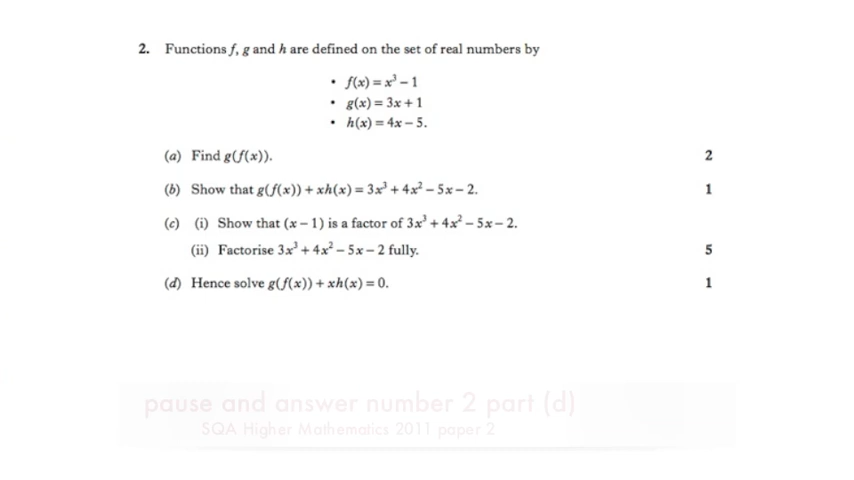 2. Functions f, g and h are defined on the set of real numbers by
• f(x) = x³ – 1
• g(x) = 3x + 1
• h(x) = 4x – 5.
(a) Find g(f(x)). 2
(b) Show that g(f(x)) + xh(x) = 3x³ + 4x² – 5x – 2. 1
(c) (i) Show that (x – 1) is a factor of 3x³ + 4x² – 5x – 2.
(ii) Factorise 3x³ + 4x² – 5x – 2 fully. 5
(d) Hence solve g(f(x)) + xh(x) = 0. 1
pause and answer number 2 part (d)
SQA Higher Mathematics 2011 paper 2